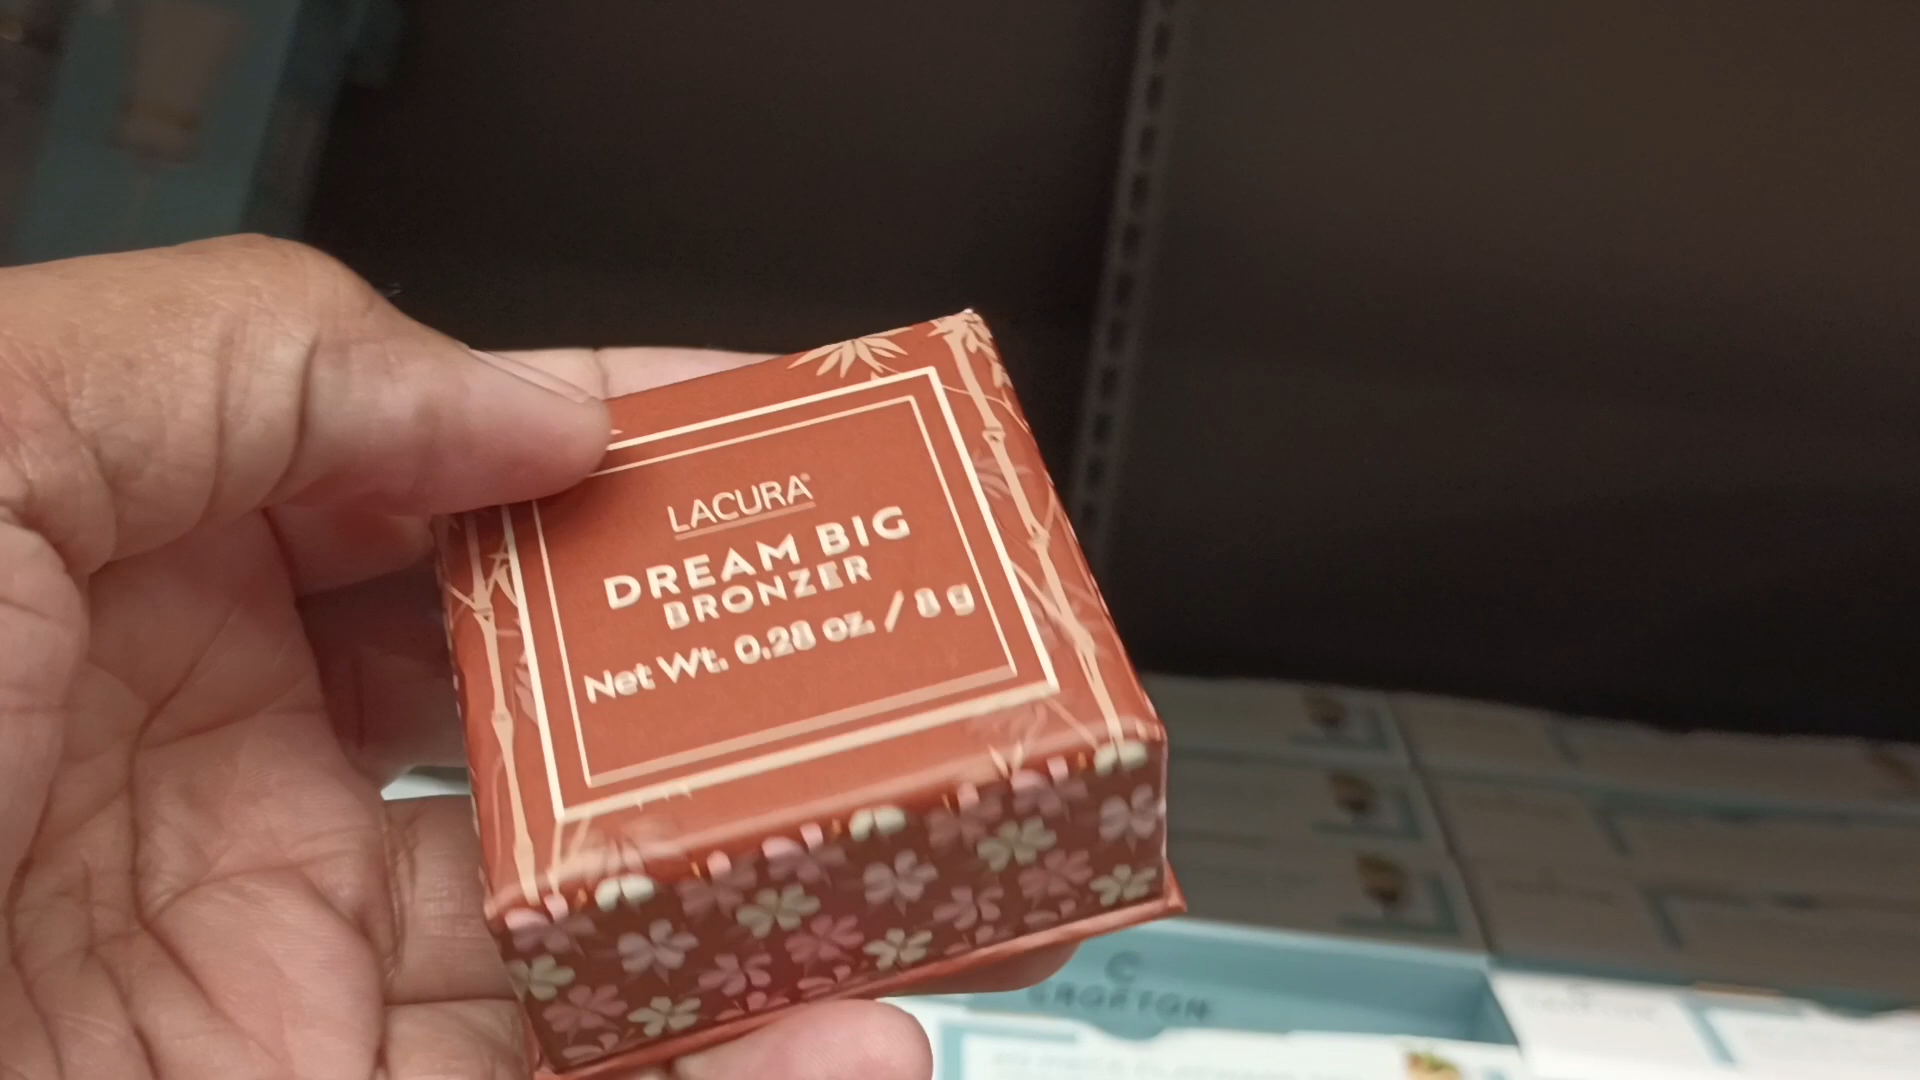 LACURA®
DREAM BIG
BRONZER
Net Wt. 0.28 oz. / 8 g
C
CROFTON